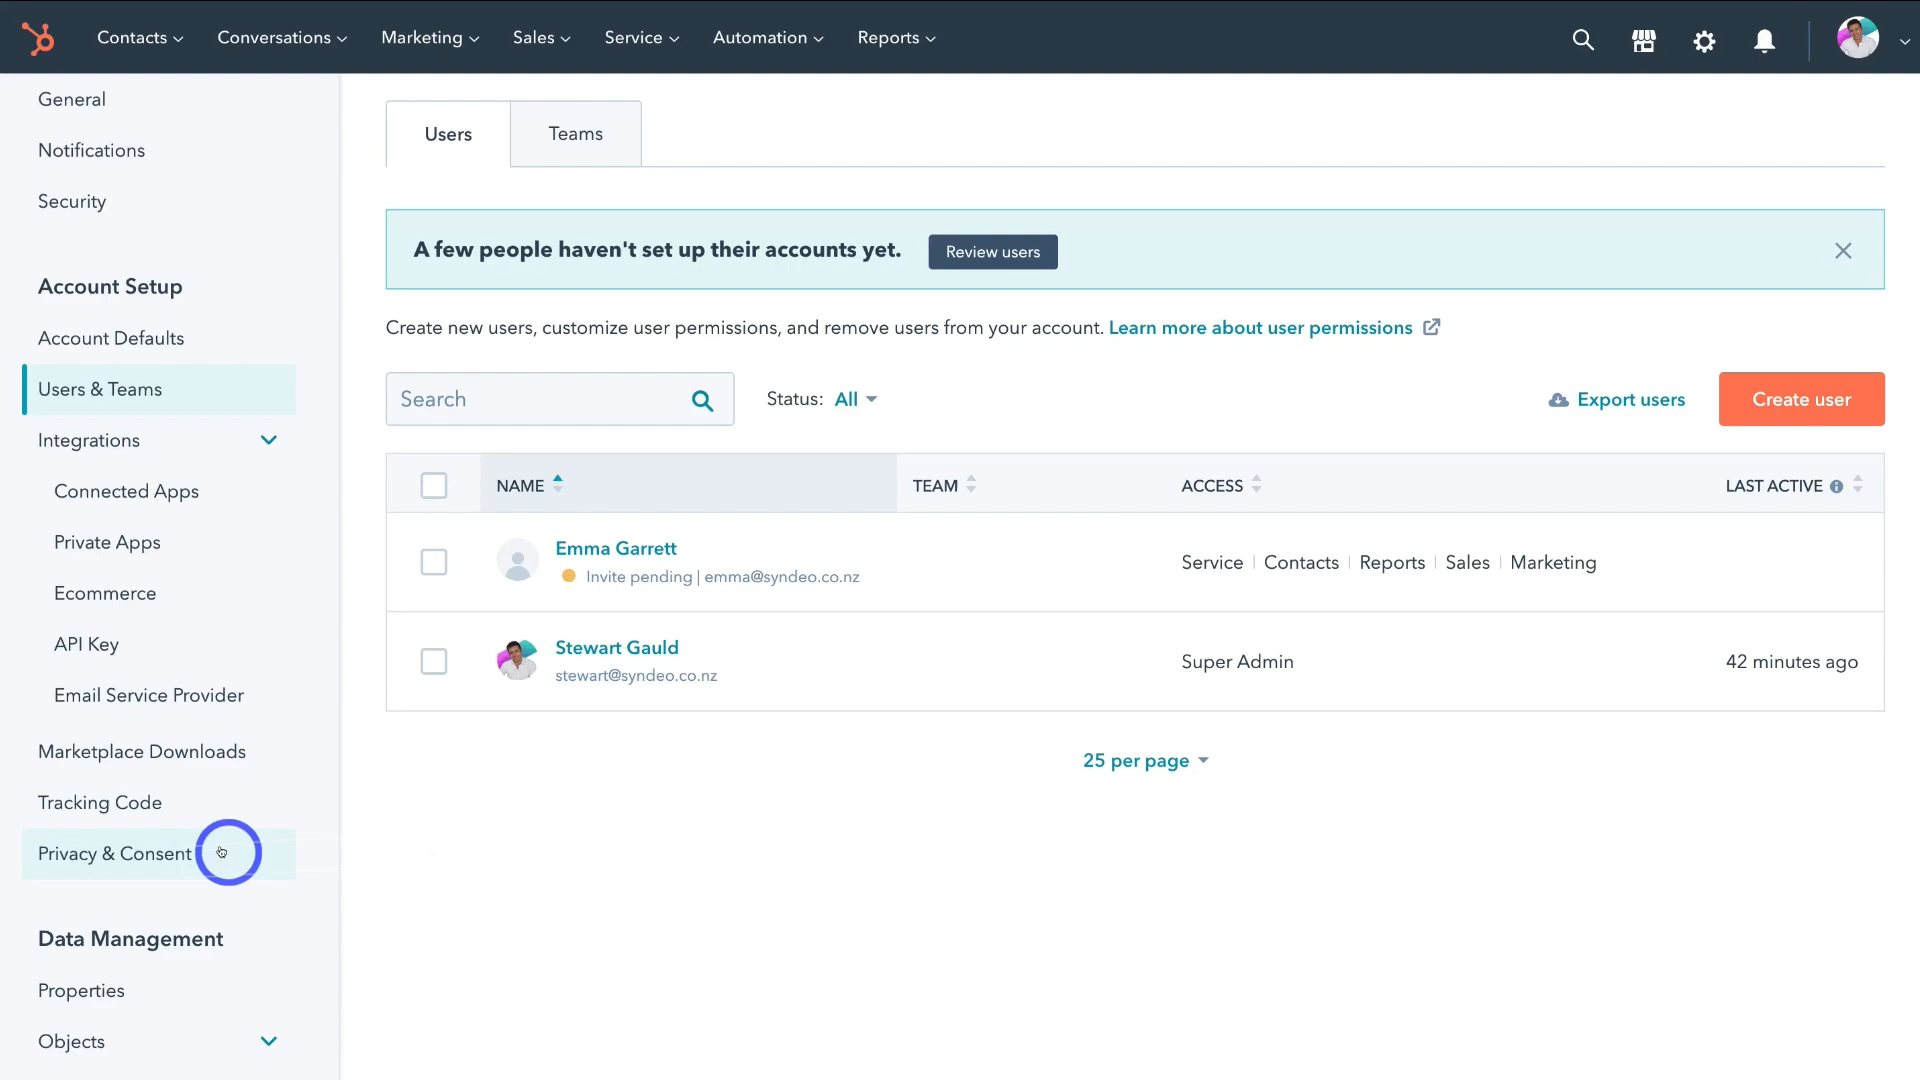 Contacts Conversations Marketing Sales Service Automation Reports
General
Notifications
Security
Account Setup
Account Defaults
Users & Teams
Integrations
Connected Apps
Private Apps
Ecommerce
API Key
Email Service Provider
Marketplace Downloads
Tracking Code
Privacy & Consent
Data Management
Properties
Objects
Users Teams
A few people haven't set up their accounts yet. Review users
Create new users, customize user permissions, and remove users from your account. Learn more about user permissions
Search Status: All Export users Create user
NAME TEAM ACCESS LAST ACTIVE
Emma Garrett
Invite pending | emma@syndeo.co.nz
Service | Contacts | Reports | Sales | Marketing
Stewart Gauld
stewart@syndeo.co.nz
Super Admin
42 minutes ago
25 per page